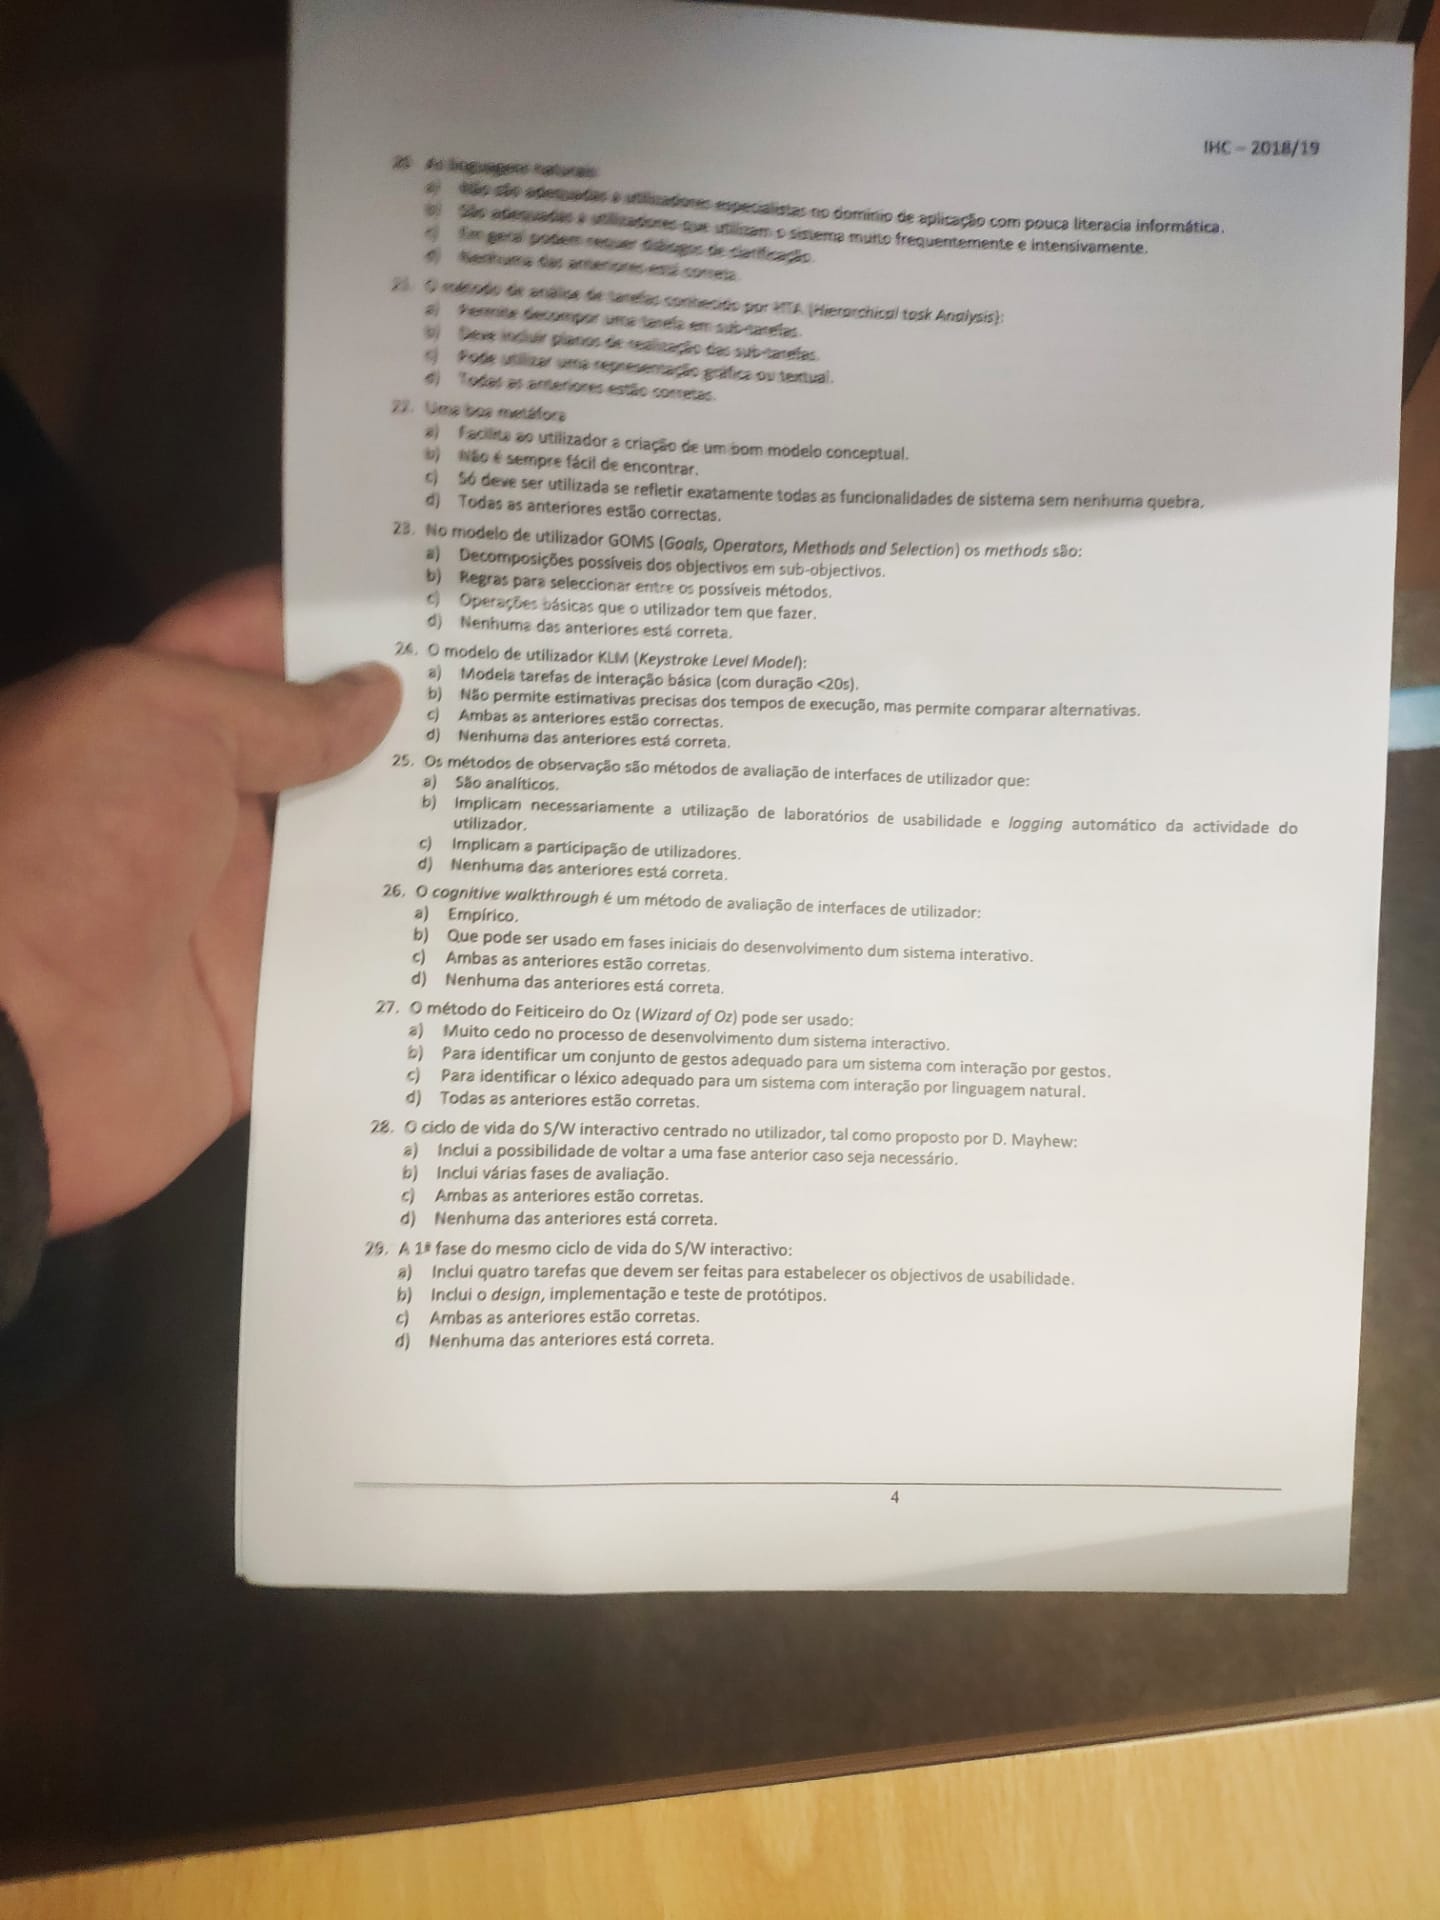 IHC – 2018/19
20. As linguagens naturais
a) Não são adequadas a utilizadores especialistas no domínio de aplicação com pouca literacia informática.
b) São adequadas a utilizadores que utilizam o sistema muito frequentemente e intensivamente.
c) Em geral podem requer diálogos de clarificação.
d) Nenhuma das anteriores está correta.
21. O método de análise de tarefas conhecido por HTA (Hierarchical task Analysis):
a) Permite decompor uma tarefa em sub-tarefas.
b) Deve incluir planos de realização das sub-tarefas.
c) Pode utilizar uma representação gráfica ou textual.
d) Todas as anteriores estão corretas.
22. Uma boa metáfora
a) Facilita ao utilizador a criação de um bom modelo conceptual.
b) Não é sempre fácil de encontrar.
c) Só deve ser utilizada se refletir exatamente todas as funcionalidades de sistema sem nenhuma quebra.
d) Todas as anteriores estão correctas.
23. No modelo de utilizador GOMS (Goals, Operators, Methods and Selection) os methods são:
a) Decomposições possíveis dos objectivos em sub-objectivos.
b) Regras para seleccionar entre os possíveis métodos.
c) Operações básicas que o utilizador tem que fazer.
d) Nenhuma das anteriores está correta.
24. O modelo de utilizador KLM (Keystroke Level Model):
a) Modela tarefas de interação básica (com duração <20s).
b) Não permite estimativas precisas dos tempos de execução, mas permite comparar alternativas.
c) Ambas as anteriores estão correctas.
d) Nenhuma das anteriores está correta.
25. Os métodos de observação são métodos de avaliação de interfaces de utilizador que:
a) São analíticos.
b) Implicam necessariamente a utilização de laboratórios de usabilidade e logging automático da actividade do
utilizador.
c) Implicam a participação de utilizadores.
d) Nenhuma das anteriores está correta.
26. O cognitive walkthrough é um método de avaliação de interfaces de utilizador:
a) Empírico.
b) Que pode ser usado em fases iniciais do desenvolvimento dum sistema interativo.
c) Ambas as anteriores estão corretas.
d) Nenhuma das anteriores está correta.
27. O método do Feiticeiro do Oz (Wizard of Oz) pode ser usado:
a) Muito cedo no processo de desenvolvimento dum sistema interactivo.
b) Para identificar um conjunto de gestos adequado para um sistema com interação por gestos.
c) Para identificar o léxico adequado para um sistema com interação por linguagem natural.
d) Todas as anteriores estão corretas.
28. O ciclo de vida do S/W interactivo centrado no utilizador, tal como proposto por D. Mayhew:
a) Inclui a possibilidade de voltar a uma fase anterior caso seja necessário.
b) Inclui várias fases de avaliação.
c) Ambas as anteriores estão corretas.
d) Nenhuma das anteriores está correta.
29. A 1ª fase do mesmo ciclo de vida do S/W interactivo:
a) Inclui quatro tarefas que devem ser feitas para estabelecer os objectivos de usabilidade.
b) Inclui o design, implementação e teste de protótipos.
c) Ambas as anteriores estão corretas.
d) Nenhuma das anteriores está correta.
4